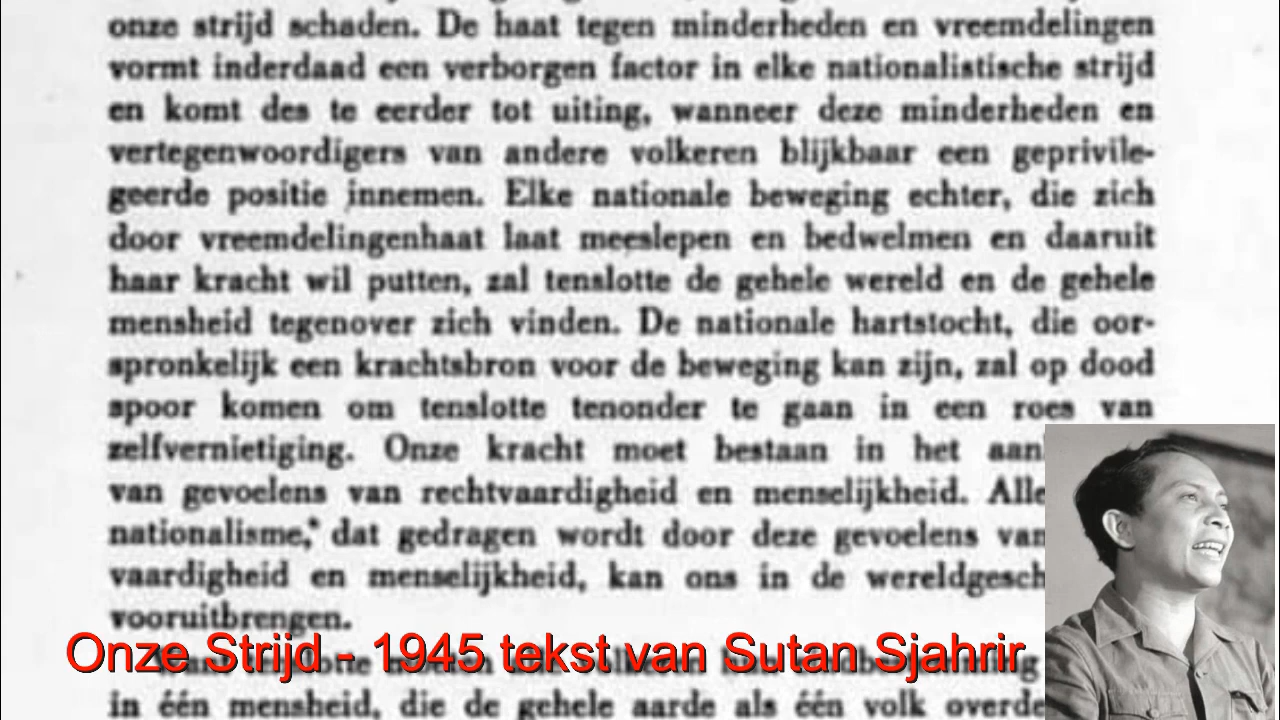 onze strijd schaden. De haat tegen minderheden en vreemdelingen
vormt inderdaad een verborgen factor in elke nationalistische strijd
en komt des te eerder tot uiting, wanneer deze minderheden en
vertegenwoordigers van andere volkeren blijkbaar een geprivile-
geerde positie innemen. Elke nationale beweging echter, die zich
door vreemdelingenhaat laat meeslepen en bedwelmen en daaruit
haar kracht wil putten, zal tenslotte de gehele wereld en de gehele
mensheid tegenover zich vinden. De nationale hartstocht, die oor-
spronkelijk een krachtsbron voor de beweging kan zijn, zal op dood
spoor komen om tenslotte tenonder te gaan in een roes van
zelfvernietiging. Onze kracht moet bestaan in het
van gevoelens van rechtvaardigheid en menselijkheid.
nationalisme,* dat gedragen wordt door deze gevoelens
vaardigheid en menselijkheid, kan ons in de
vooruitbrengen.
Onze Strijd - 1945 tekst van Sutan Sjahrir
in één mensheid, die de gehele aarde als één volk